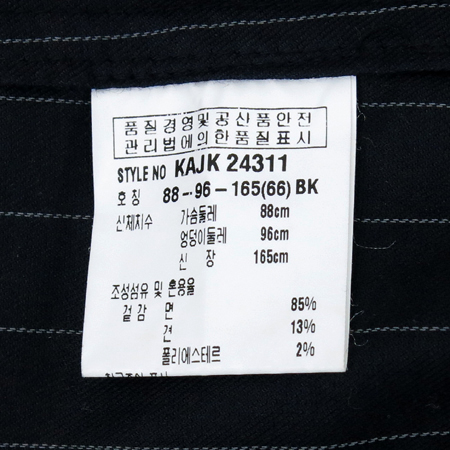 품질경영및공산품안전
관리법에의한품질표시
STYLE NO KAJK 24311
호 칭 88-96-165(66) BK
신체치수 가슴둘레 88cm
엉덩이둘레 96cm
신 장 165cm
조성섬유 및 혼용율
겉 감 면 85%
견 13%
폴리에스테르 2%